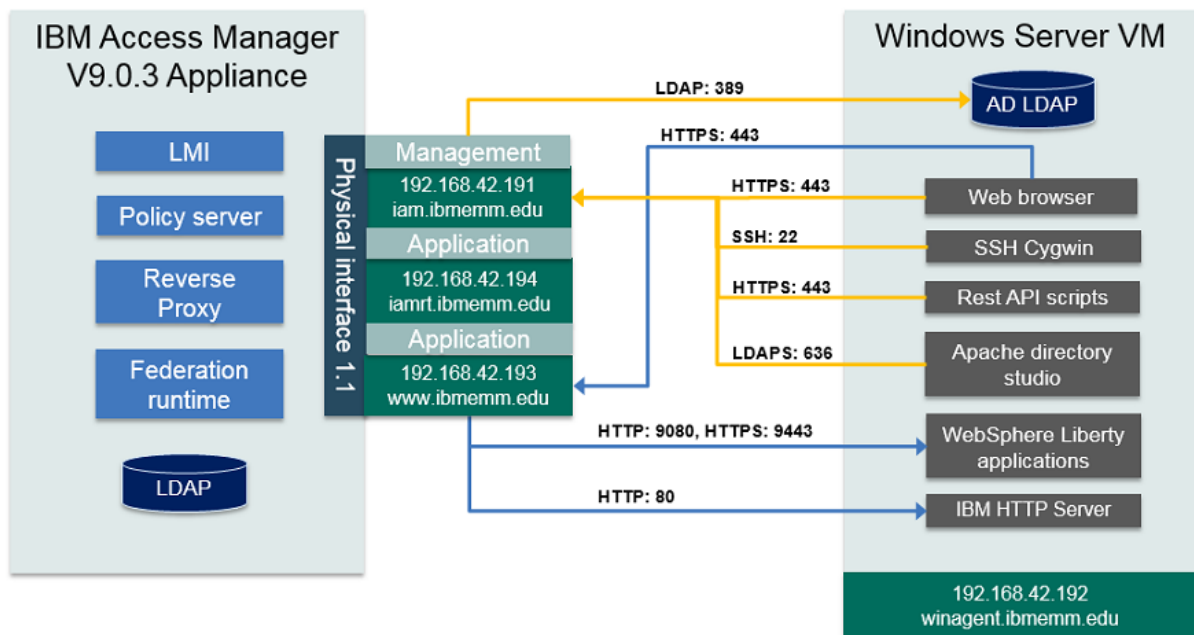 IBM Access Manager
V9.0.3 Appliance
LMI
Policy server
Reverse
Proxy
Federation
runtime
LDAP
Physical interface 1.1
Management
192.168.42.191
iam.ibmemm.edu
Application
192.168.42.194
iamrt.ibmemm.edu
Application
192.168.42.193
www.ibmemm.edu
LDAP: 389
HTTPS: 443
HTTPS: 443
SSH: 22
HTTPS: 443
LDAPS: 636
HTTP: 9080, HTTPS: 9443
HTTP: 80
Windows Server VM
AD LDAP
Web browser
SSH Cygwin
Rest API scripts
Apache directory
studio
WebSphere Liberty
applications
IBM HTTP Server
192.168.42.192
winagent.ibmemm.edu